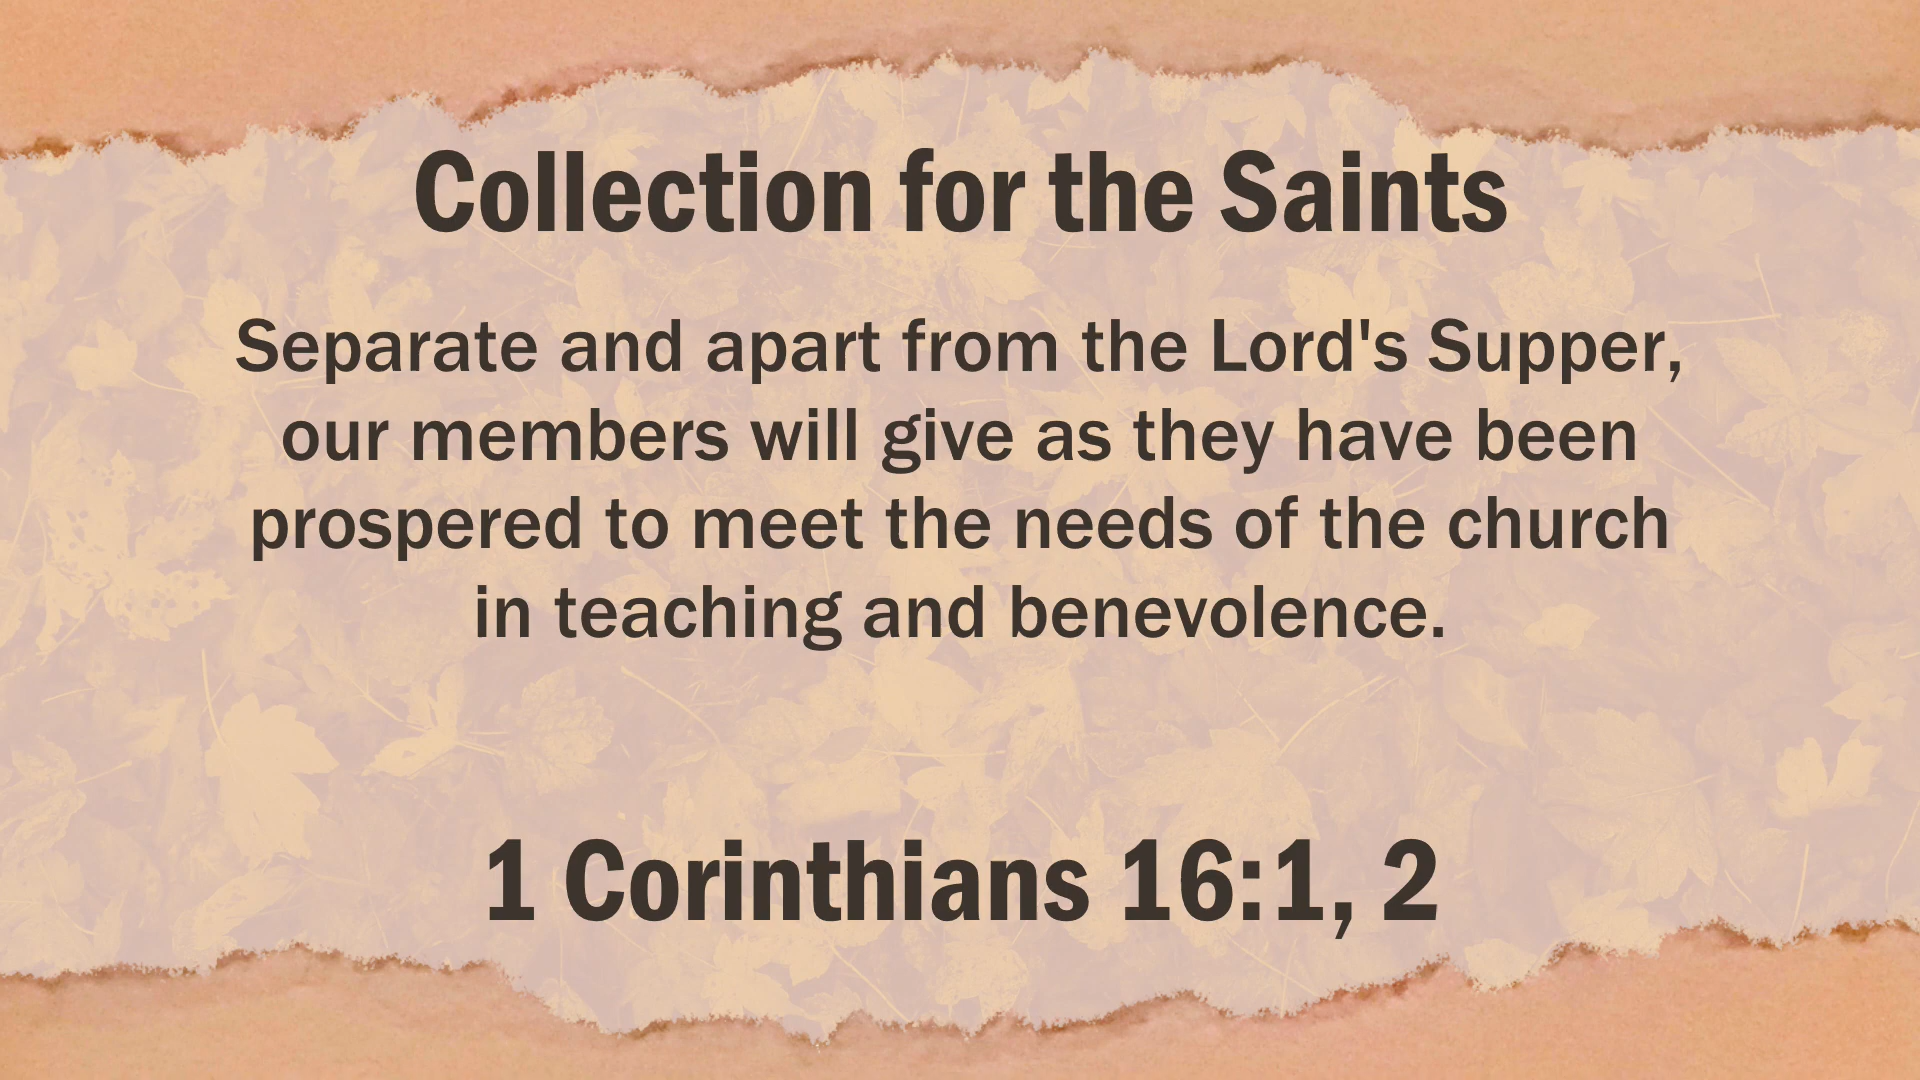 Collection for the Saints
Separate and apart from the Lord's Supper,
our members will give as they have been
prospered to meet the needs of the church
in teaching and benevolence.
1 Corinthians 16:1, 2